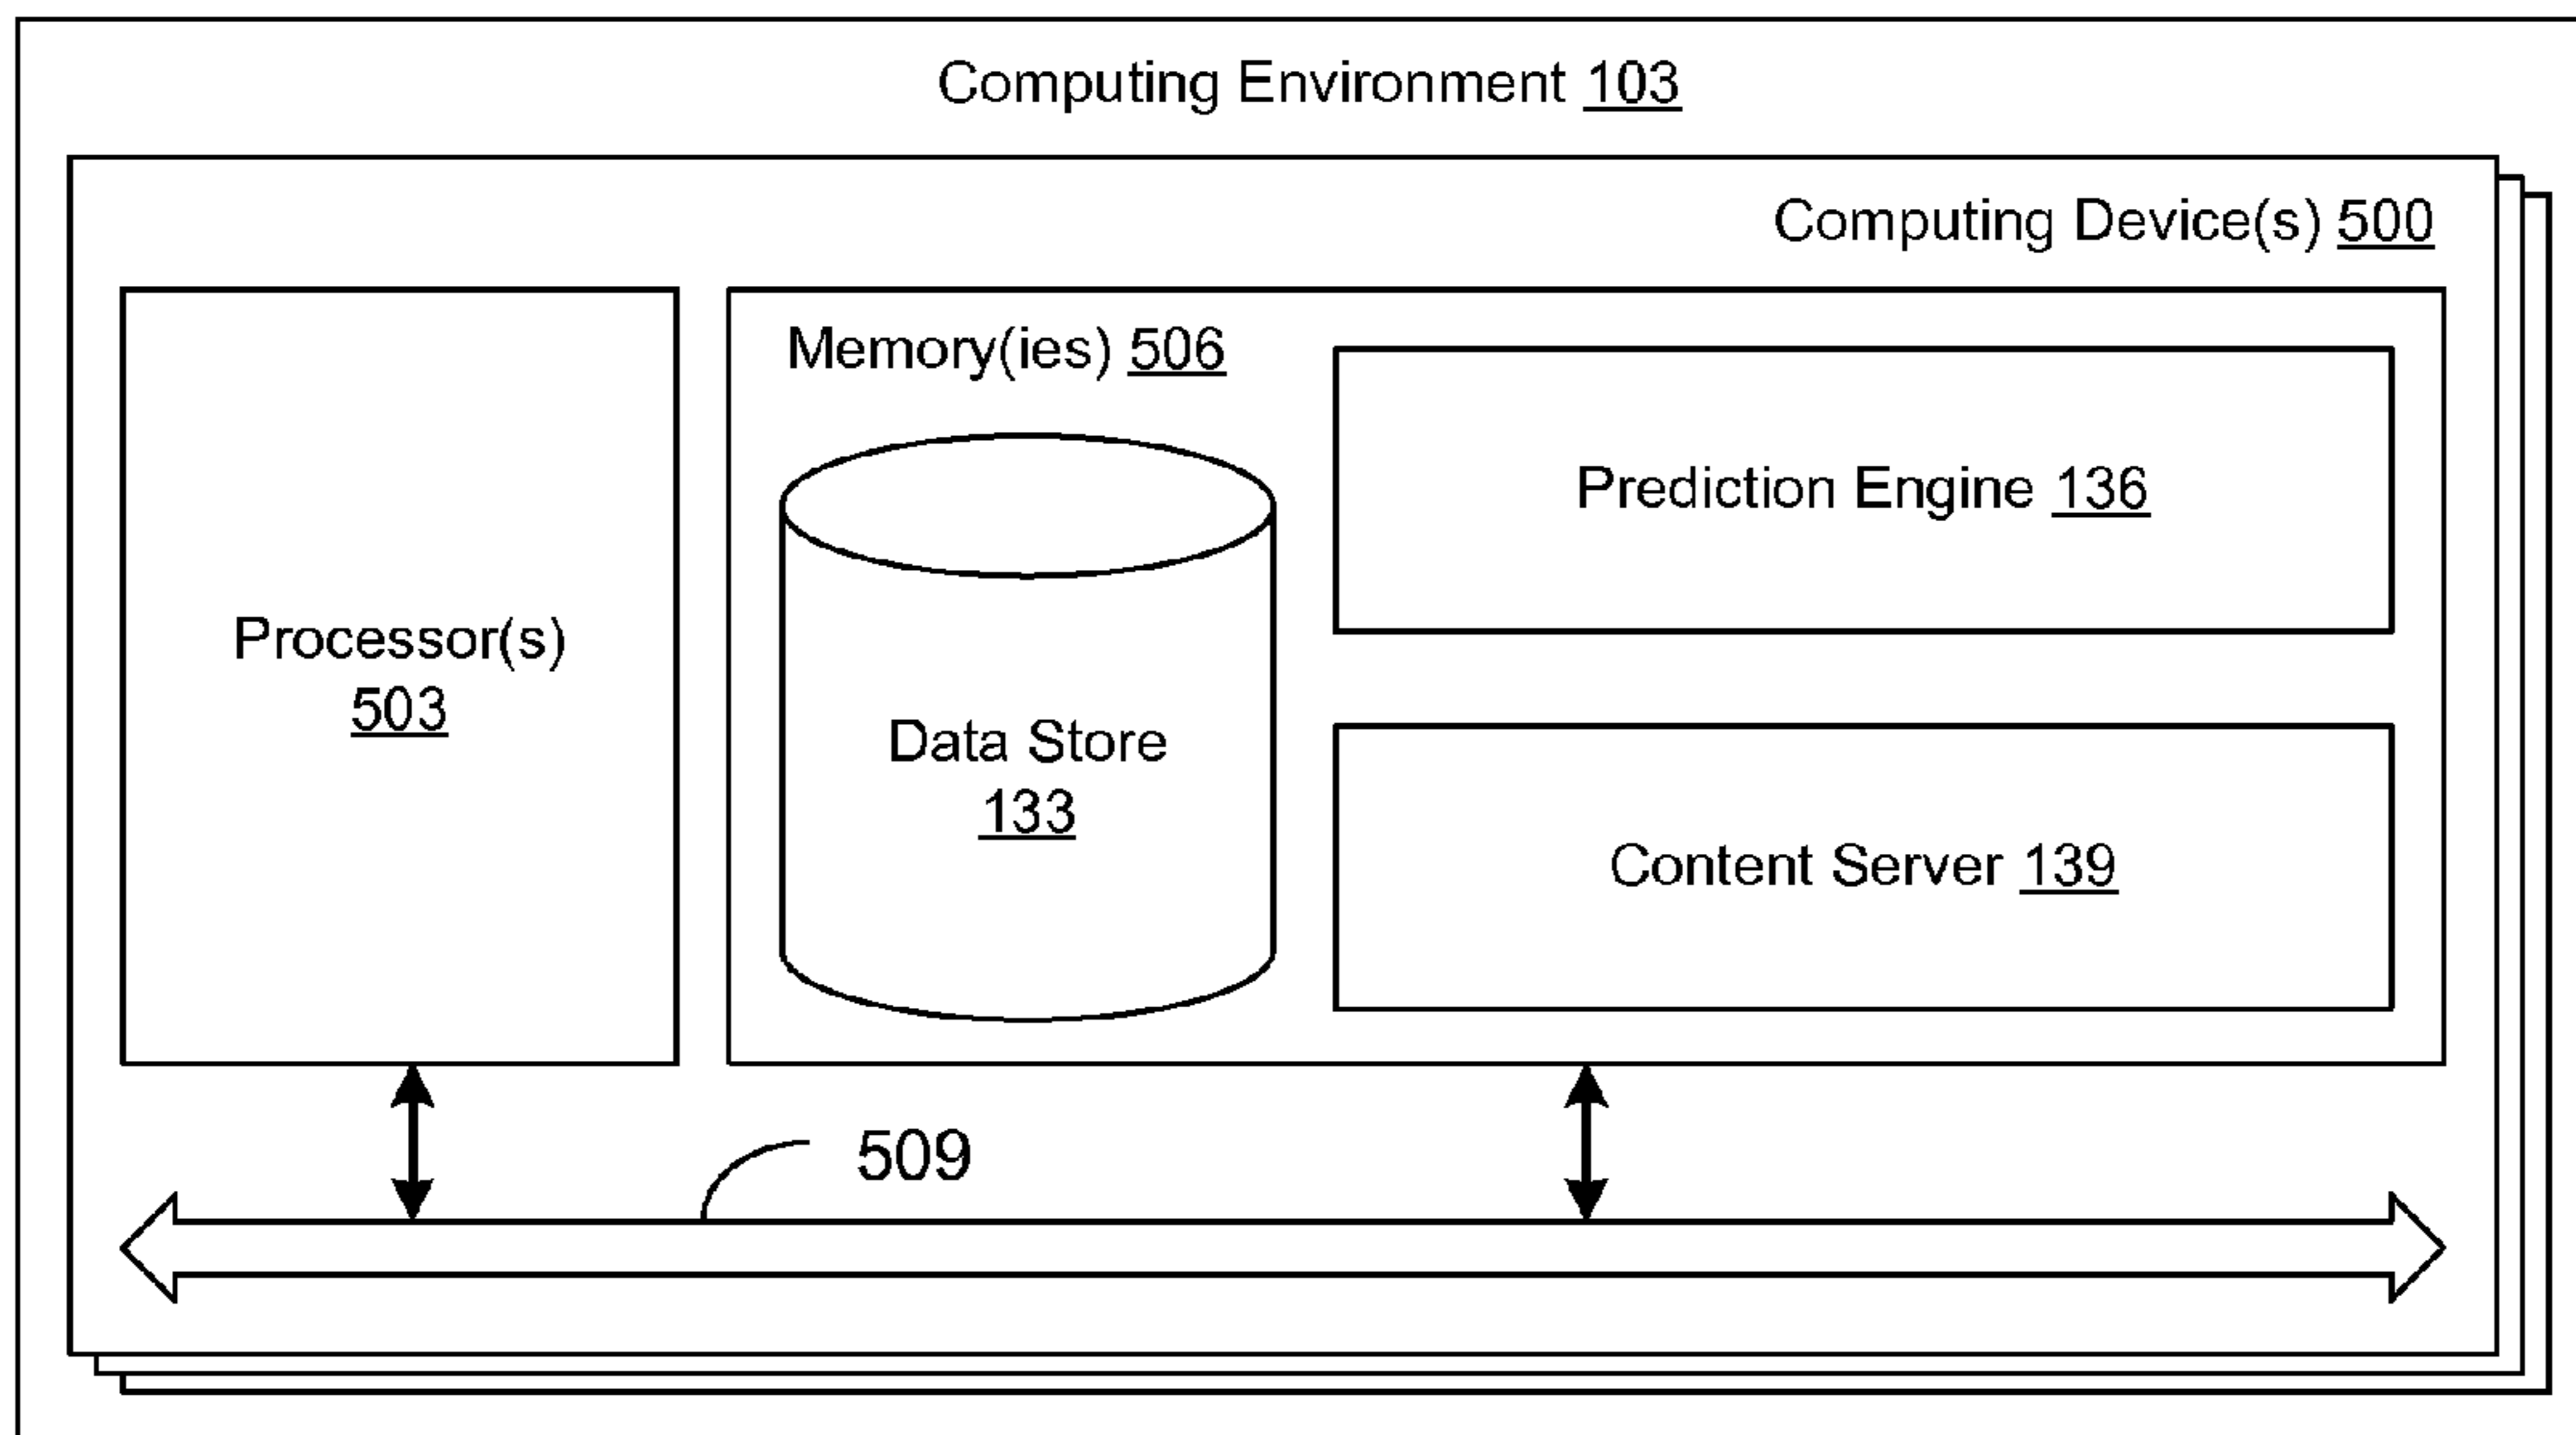 Computing Environment 103
Computing Device(s) 500
Processor(s)
503
Memory(ies) 506
Data Store
133
Prediction Engine 136
Content Server 139
509